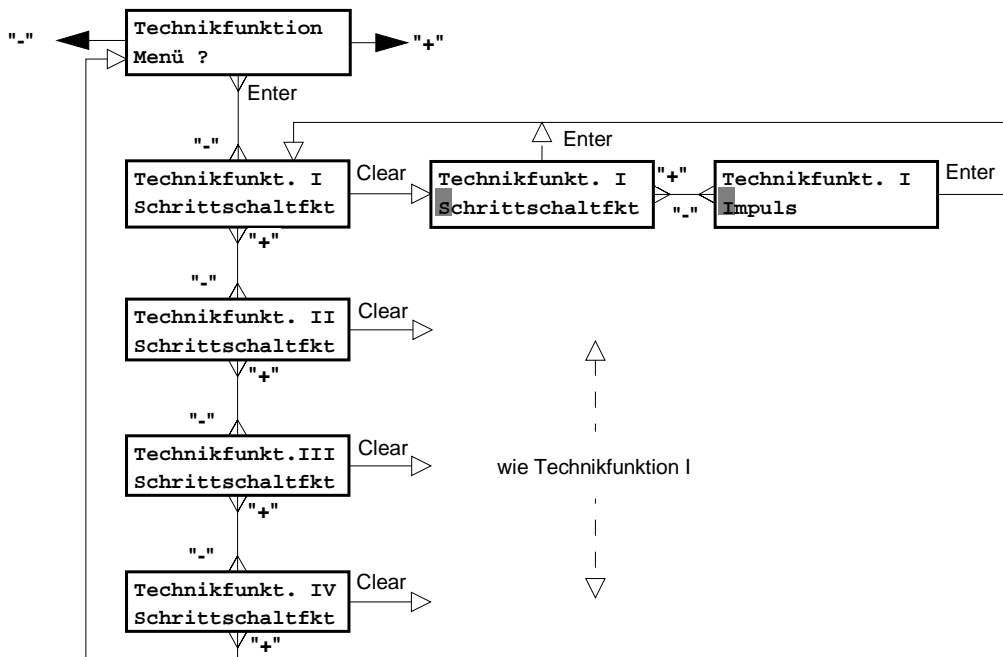 "-"
Technikfunktion
Menü ?
"+"
Enter
"-"
Technikfunkt. I
Schrittschaltfkt
Clear
Enter
Technikfunkt. I
Schrittschaltfkt
"+"
"-"
Technikfunkt. I
Impuls
Enter
"+"
"-"
Technikfunkt. II
Schrittschaltfkt
Clear
"+"
"-"
Technikfunkt.III
Schrittschaltfkt
Clear
wie Technikfunktion I
"+"
"-"
Technikfunkt. IV
Schrittschaltfkt
Clear
"+"